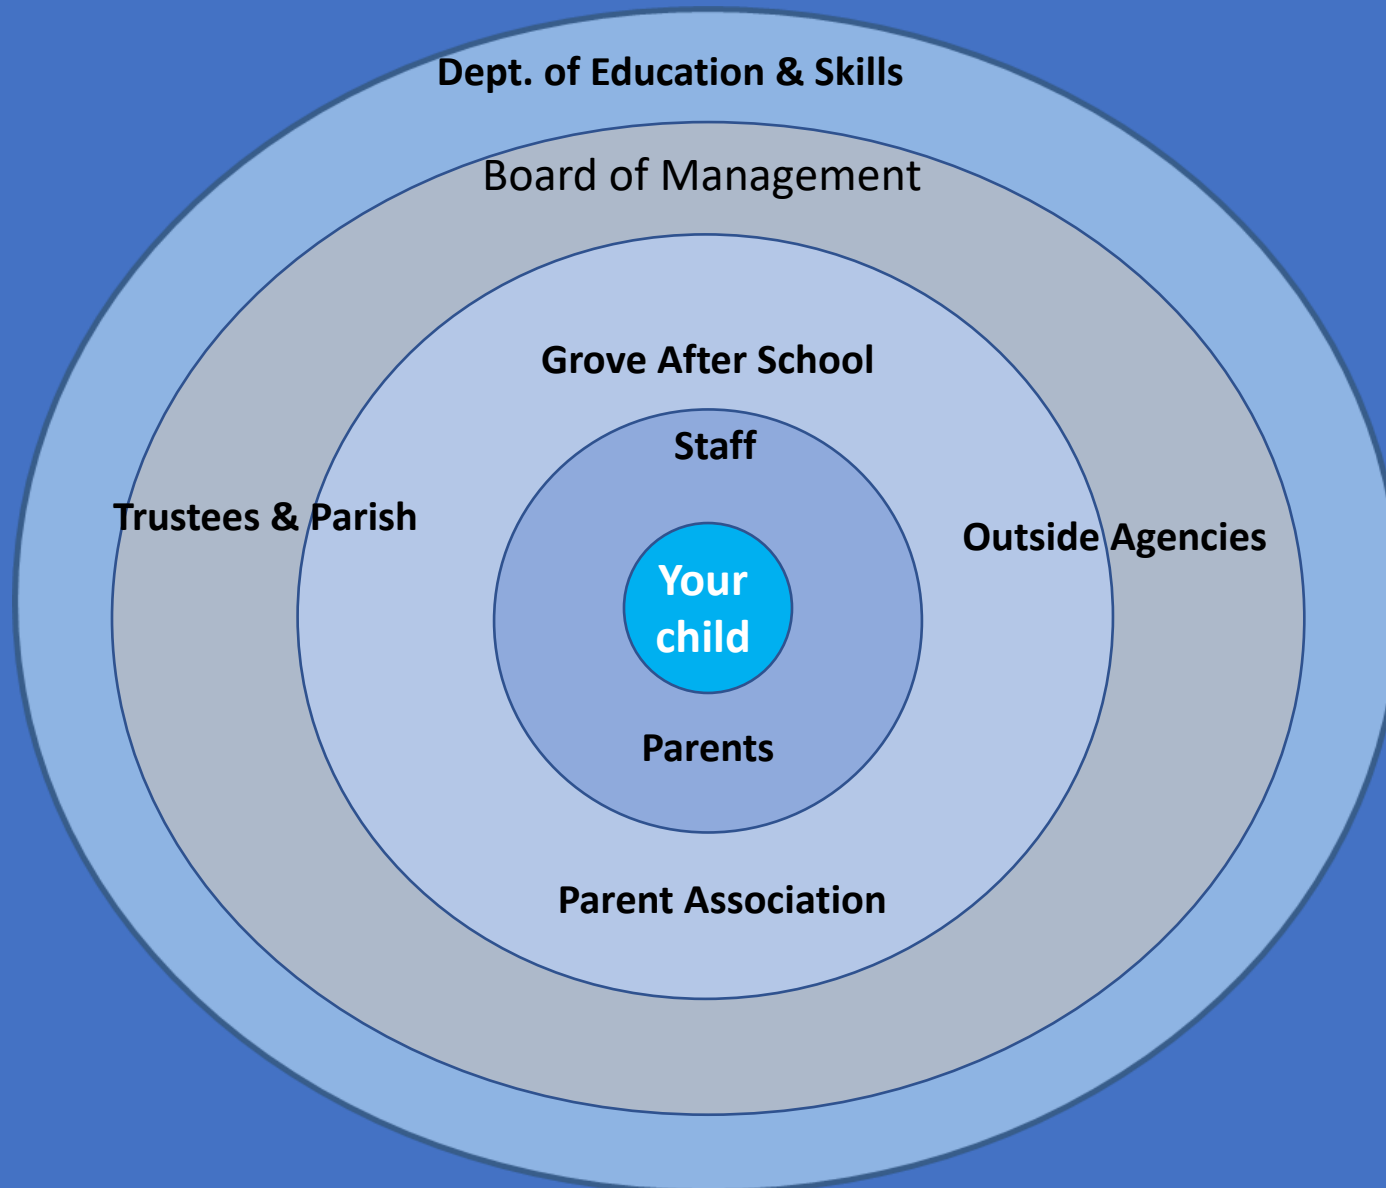 Dept. of Education & Skills
Board of Management
Grove After School
Staff
Trustees & Parish
Outside Agencies
Your
child
Parents
Parent Association